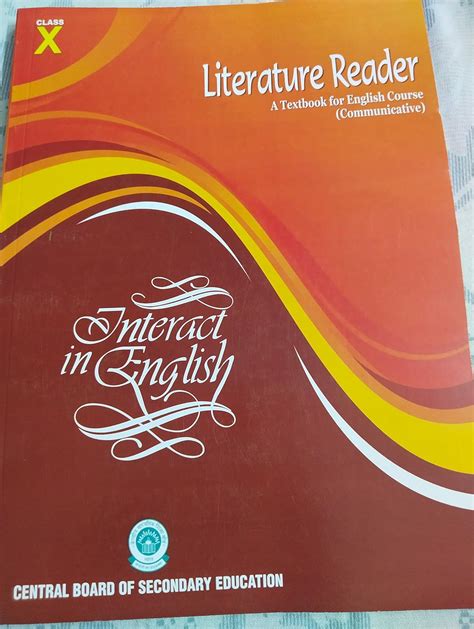 CLASS
X
Literature Reader
A Textbook for English Course
(Communicative)
Interact
in English
CENTRAL BOARD OF SECONDARY EDUCATION